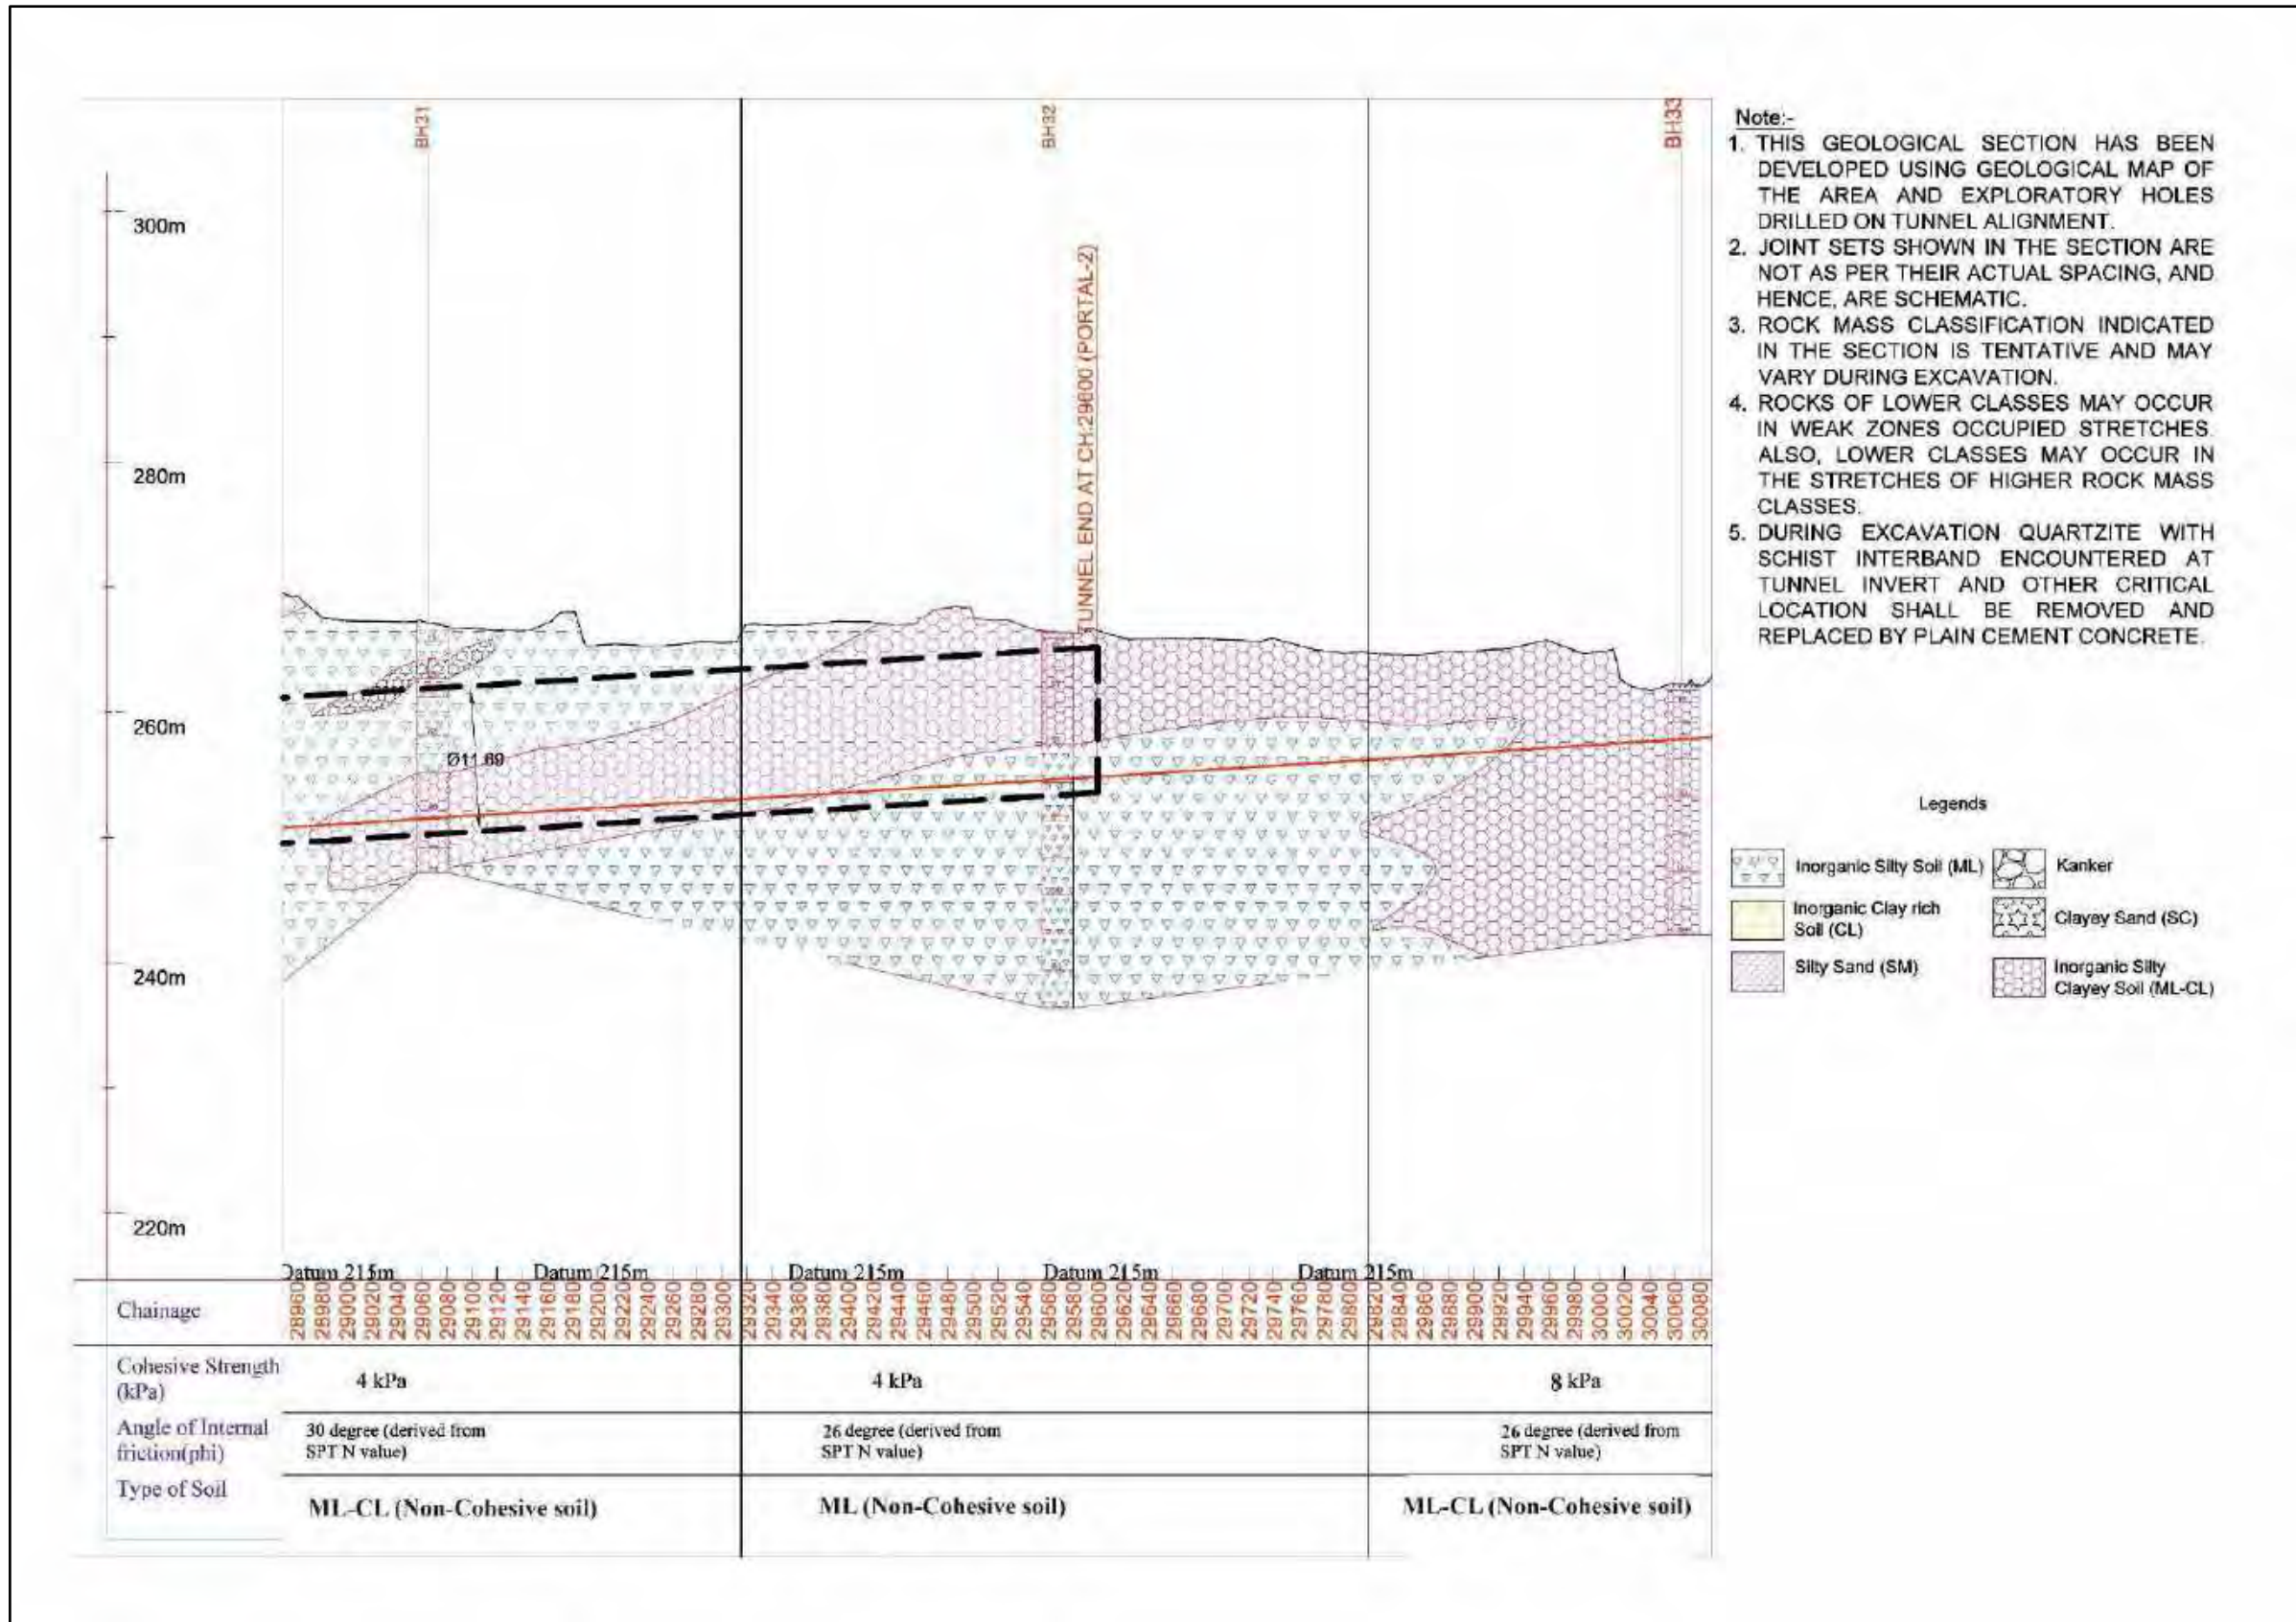 BH31
BH32
BH33
300m
280m
260m
240m
220m
TUNNEL END AT CH:29600 (PORTAL-2)
Ø11.69
Note:-
1. THIS GEOLOGICAL SECTION HAS BEEN
DEVELOPED USING GEOLOGICAL MAP OF
THE AREA AND EXPLORATORY HOLES
DRILLED ON TUNNEL ALIGNMENT.
2. JOINT SETS SHOWN IN THE SECTION ARE
NOT AS PER THEIR ACTUAL SPACING, AND
HENCE, ARE SCHEMATIC.
3. ROCK MASS CLASSIFICATION INDICATED
IN THE SECTION IS TENTATIVE AND MAY
VARY DURING EXCAVATION.
4. ROCKS OF LOWER CLASSES MAY OCCUR
IN WEAK ZONES OCCUPIED STRETCHES.
ALSO, LOWER CLASSES MAY OCCUR IN
THE STRETCHES OF HIGHER ROCK MASS
CLASSES.
5. DURING EXCAVATION QUARTZITE WITH
SCHIST INTERBAND ENCOUNTERED AT
TUNNEL INVERT AND OTHER CRITICAL
LOCATION SHALL BE REMOVED AND
REPLACED BY PLAIN CEMENT CONCRETE.
Legends
Inorganic Silty Soil (ML)
Kanker
Inorganic Clay rich
Soil (CL)
Clayey Sand (SC)
Silty Sand (SM)
Inorganic Silty
Clayey Soil (ML-CL)
Datum 215m Datum 215m Datum 215m Datum 215m Datum 215m
Chainage 28960 28980 29000 29020 29040 29060 29080 29100 29120 29140 29160 29180 29200 29220 29240 29260 29280 29300 29320 29340 29360 29380 29400 29420 29440 29460 29480 29500 29520 29540 29560 29580 29600 29620 29640 29660 29680 29700 29720 29740 29760 29780 29800 29820 29840 29860 29880 29900 29920 29940 29960 29980 30000 30020 30040 30060 30080
Cohesive Strength
(kPa)
4 kPa 4 kPa 8 kPa
Angle of Internal
friction(phi)
30 degree (derived from
SPT N value)
26 degree (derived from
SPT N value)
26 degree (derived from
SPT N value)
Type of Soil
ML-CL (Non-Cohesive soil) ML (Non-Cohesive soil) ML-CL (Non-Cohesive soil)